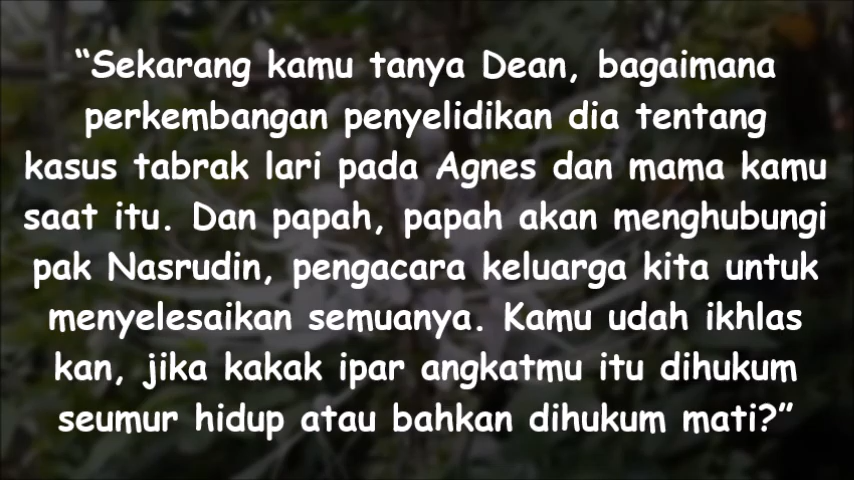 “Sekarang kamu tanya Dean, bagaimana
perkembangan penyelidikan dia tentang
kasus tabrak lari pada Agnes dan mama kamu
saat itu. Dan papah, papah akan menghubungi
pak Nasrudin, pengacara keluarga kita untuk
menyelesaikan semuanya. Kamu udah ikhlas
kan, jika kakak ipar angkatmu itu dihukum
seumur hidup atau bahkan dihukum mati?”